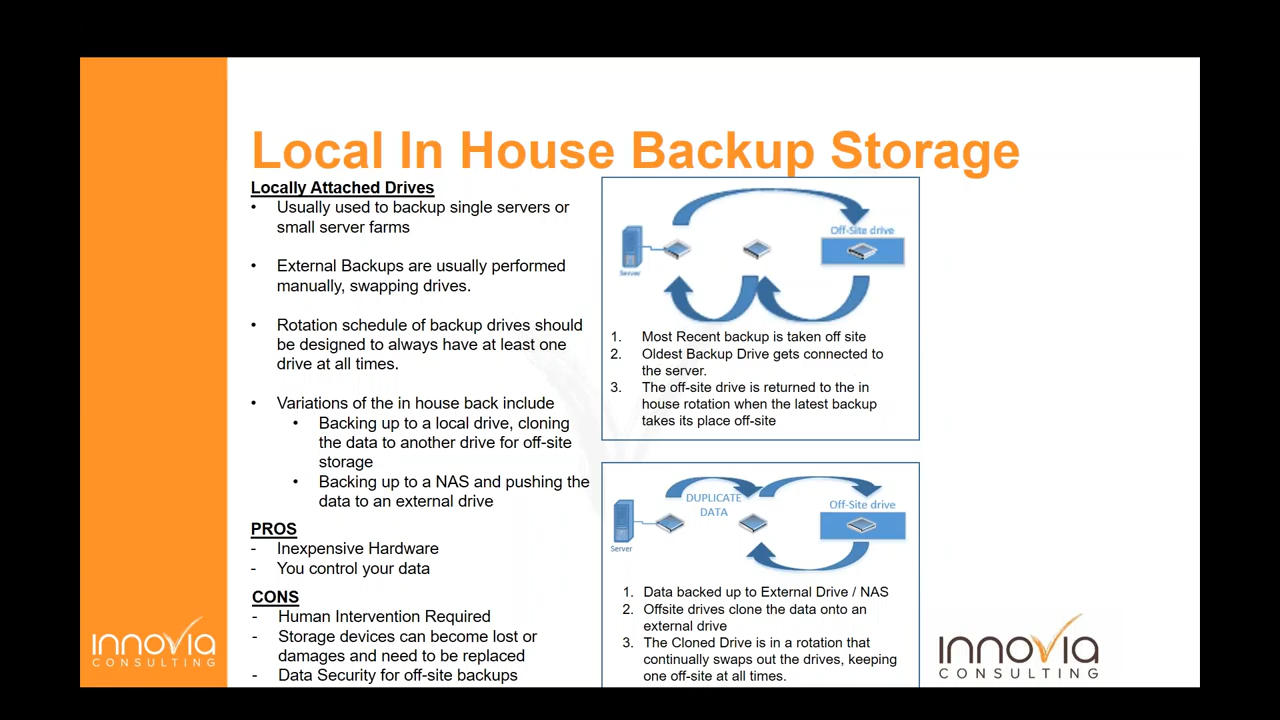 Local In House Backup Storage
Locally Attached Drives
• Usually used to backup single servers or
small server farms
• External Backups are usually performed
manually, swapping drives.
• Rotation schedule of backup drives should
be designed to always have at least one
drive at all times.
• Variations of the in house back include
• Backing up to a local drive, cloning
the data to another drive for off-site
storage
• Backing up to a NAS and pushing the
data to an external drive
PROS
- Inexpensive Hardware
- You control your data
CONS
- Human Intervention Required
- Storage devices can become lost or
damages and need to be replaced
- Data Security for off-site backups
Off-Site drive
Server
1. Most Recent backup is taken off site
2. Oldest Backup Drive gets connected to
the server.
3. The off-site drive is returned to the in
house rotation when the latest backup
takes its place off-site
DUPLICATE
DATA
Off-Site drive
Server
1. Data backed up to External Drive / NAS
2. Offsite drives clone the data onto an
external drive
3. The Cloned Drive is in a rotation that
continually swaps out the drives, keeping
one off-site at all times.
innovia
CONSULTING
innovia
CONSULTING